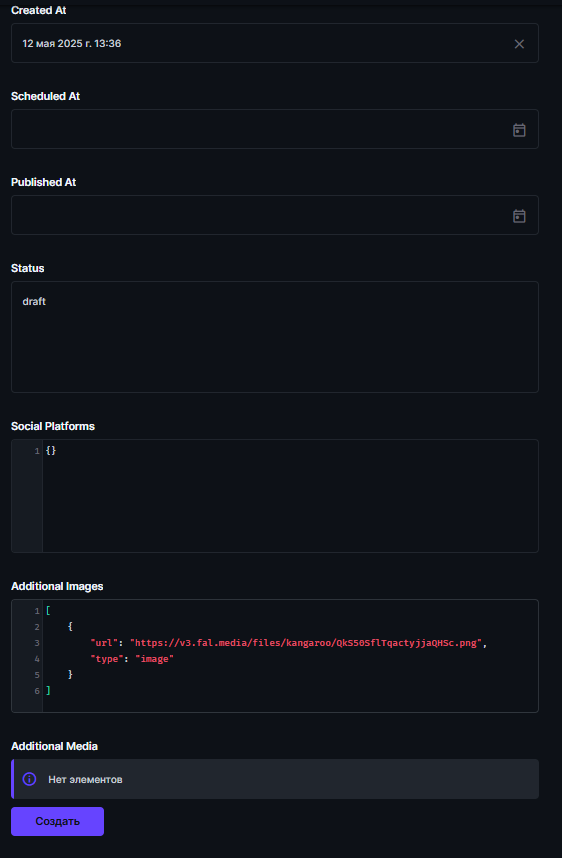 Created At
12 мая 2025 г. 13:36
Scheduled At
Published At
Status
draft
Social Platforms
1 {}
Additional Images
1 [
2 {
3 "url": "https://v3.fal.media/files/kangaroo/QkS50SflTqactyjjaQHSc.png",
4 "type": "image"
5 }
6 ]
Additional Media
Нет элементов
Создать